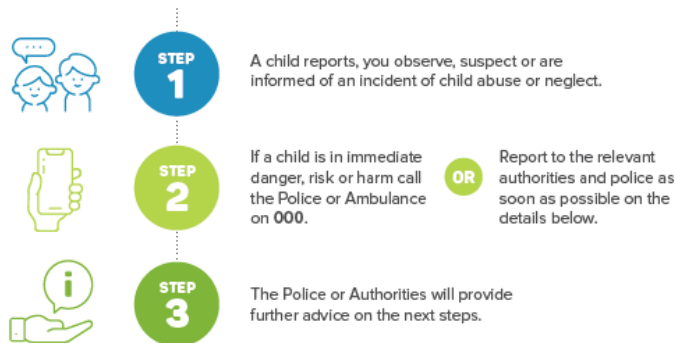 STEP
1
A child reports, you observe, suspect or are
informed of an incident of child abuse or neglect.
STEP
2
If a child is in immediate
danger, risk or harm call
the Police or Ambulance
on 000.
OR
Report to the relevant
authorities and police as
soon as possible on the
details below.
i
STEP
3
The Police or Authorities will provide
further advice on the next steps.